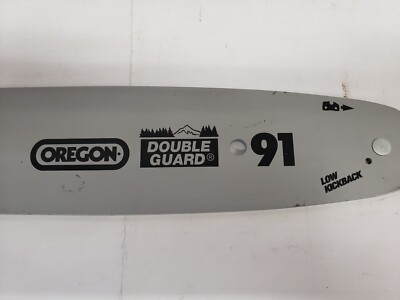 OREGON
DOUBLE
GUARD®
91
LOW
KICKBACK